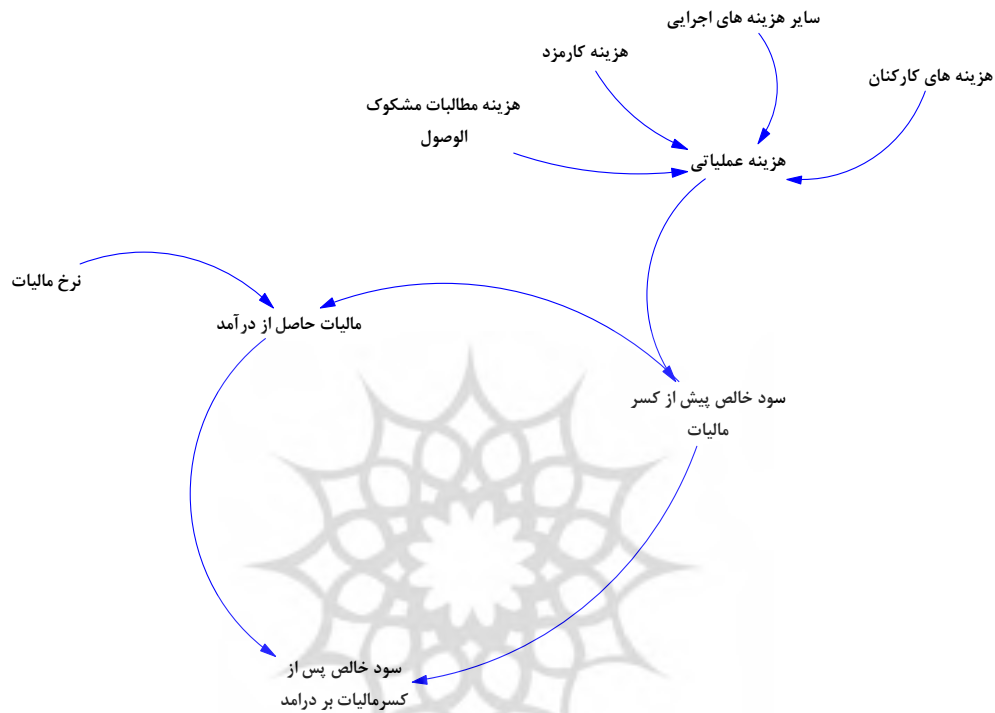 سایر هزینه های اجرایی
هزینه کارمزد
هزینه های کارکنان
هزینه مطالبات مشکوک
الوصول
هزینه عملیاتی
نرخ مالیات
مالیات حاصل از درآمد
سود خالص پیش از کسر
مالیات
سود خالص پس از
کسرمالیات بر درامد